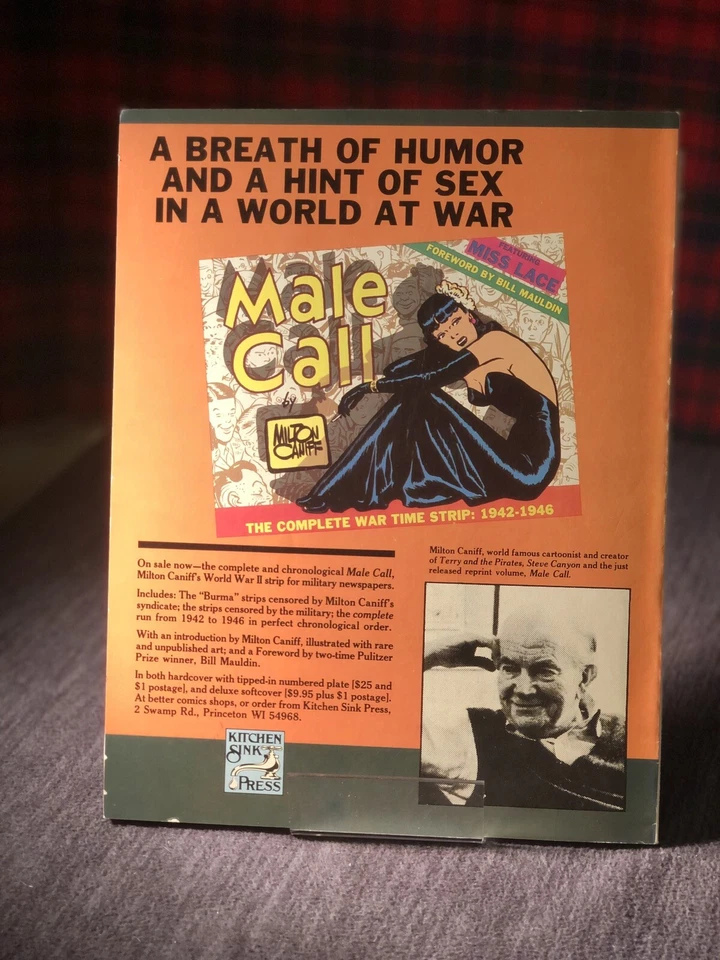 A BREATH OF HUMOR
AND A HINT OF SEX
IN A WORLD AT WAR
FEATURING
MISS LACE
FOREWORD BY BILL MAULDIN
Male
Call
by
MILTON
CANIFF
THE COMPLETE WAR TIME STRIP: 1942-1946
On sale now—the complete and chronological Male Call,
Milton Caniff's World War II strip for military newspapers.
Includes: The "Burma" strips censored by Milton Caniff's
syndicate; the strips censored by the military; the complete
run from 1942 to 1946 in perfect chronological order.
With an introduction by Milton Caniff, illustrated with rare
and unpublished art; and a Foreword by two-time Pulitzer
Prize winner, Bill Mauldin.
In both hardcover with tipped-in numbered plate [$25 and
$1 postage], and deluxe softcover [$9.95 plus $1 postage].
At better comics shops, or order from Kitchen Sink Press,
2 Swamp Rd., Princeton WI 54968.
Milton Caniff, world famous cartoonist and creator
of Terry and the Pirates, Steve Canyon and the just
released reprint volume, Male Call.
KITCHEN
SINK
PRESS